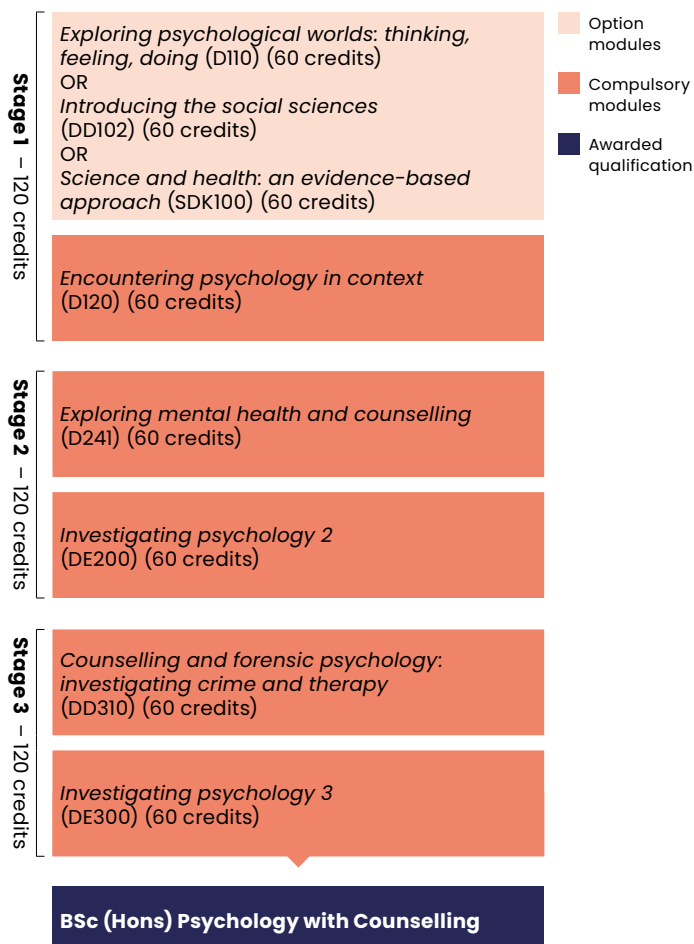 Stage 1 – 120 credits
Exploring psychological worlds: thinking,
feeling, doing (D110) (60 credits)
OR
Introducing the social sciences
(DD102) (60 credits)
OR
Science and health: an evidence-based
approach (SDK100) (60 credits)
Encountering psychology in context
(D120) (60 credits)
Stage 2 – 120 credits
Exploring mental health and counselling
(D241) (60 credits)
Investigating psychology 2
(DE200) (60 credits)
Stage 3 – 120 credits
Counselling and forensic psychology:
investigating crime and therapy
(DD310) (60 credits)
Investigating psychology 3
(DE300) (60 credits)
BSc (Hons) Psychology with Counselling
Option
modules
Compulsory
modules
Awarded
qualification